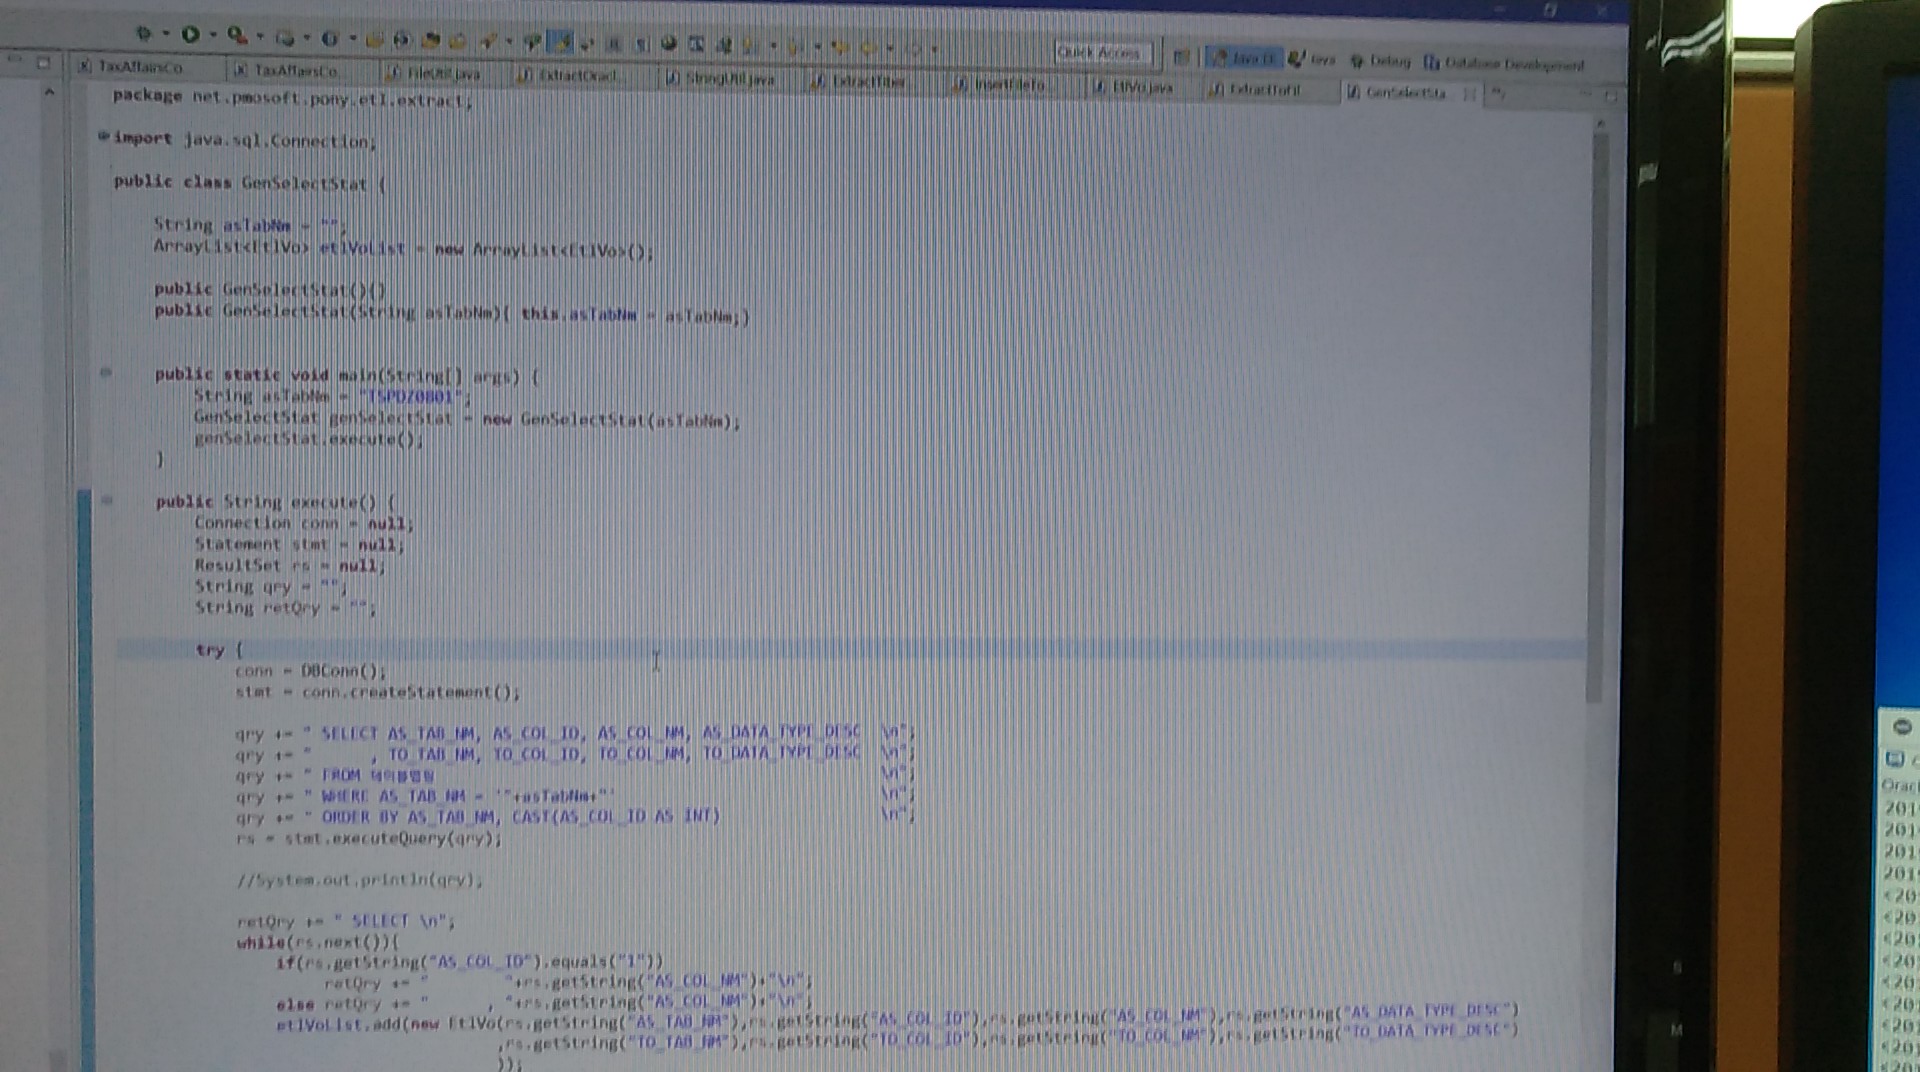 Quick Access
Debug
Database Development
TaxAffairsCo
TaxAffairsCo
FileUtil.java
ExtractOracl
StringUtil.java
ExtractTiber
InsertFileTo
EtlVo.java
ExtractToFil
GenSelectSta
package net.pmosoft.pony.etl.extract;
import java.sql.Connection;
public class GenSelectStat {
String asTabNm = "";
ArrayList<EtlVo> etlVoList = new ArrayList<EtlVo>();
public GenSelectStat(){}
public GenSelectStat(String asTabNm){ this.asTabNm = asTabNm;}
public static void main(String[] args) {
String asTabNm = "TSPDZ0801";
GenSelectStat genSelectStat = new GenSelectStat(asTabNm);
genSelectStat.execute();
}
public String execute() {
Connection conn = null;
Statement stmt = null;
ResultSet rs = null;
String qry = "";
String retQry = "";
try {
conn = DBConn();
stmt = conn.createStatement();
qry += " SELECT AS_TAB_NM, AS_COL_ID, AS_COL_NM, AS_DATA_TYPE_DESC \n";
qry += " , TO_TAB_NM, TO_COL_ID, TO_COL_NM, TO_DATA_TYPE_DESC \n";
qry += " FROM 테이블맵핑 \n";
qry += " WHERE AS_TAB_NM = '"+asTabNm+"' \n";
qry += " ORDER BY AS_TAB_NM, CAST(AS_COL_ID AS INT) \n";
rs = stmt.executeQuery(qry);
//System.out.println(qry);
retQry += " SELECT \n";
while(rs.next()){
if(rs.getString("AS_COL_ID").equals("1"))
retQry += " "+rs.getString("AS_COL_NM")+"\n";
else retQry += " , "+rs.getString("AS_COL_NM")+"\n";
etlVoList.add(new EtlVo(rs.getString("AS_TAB_NM"),rs.getString("AS_COL_ID"),rs.getString("AS_COL_NM"),rs.getString("AS_DATA_TYPE_DESC")
,rs.getString("TO_TAB_NM"),rs.getString("TO_COL_ID"),rs.getString("TO_COL_NM"),rs.getString("TO_DATA_TYPE_DESC")
));
S
M